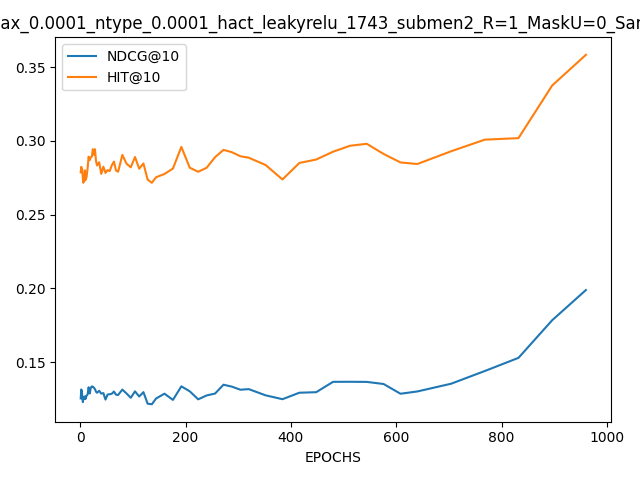 ax_0.0001_ntype_0.0001_hact_leakyrelu_1743_submen2_R=1_MaskU=0_Sar
NDCG@10
HIT@10
0.35
0.30
0.25
0.20
0.15
0 200 400 600 800 1000
EPOCHS